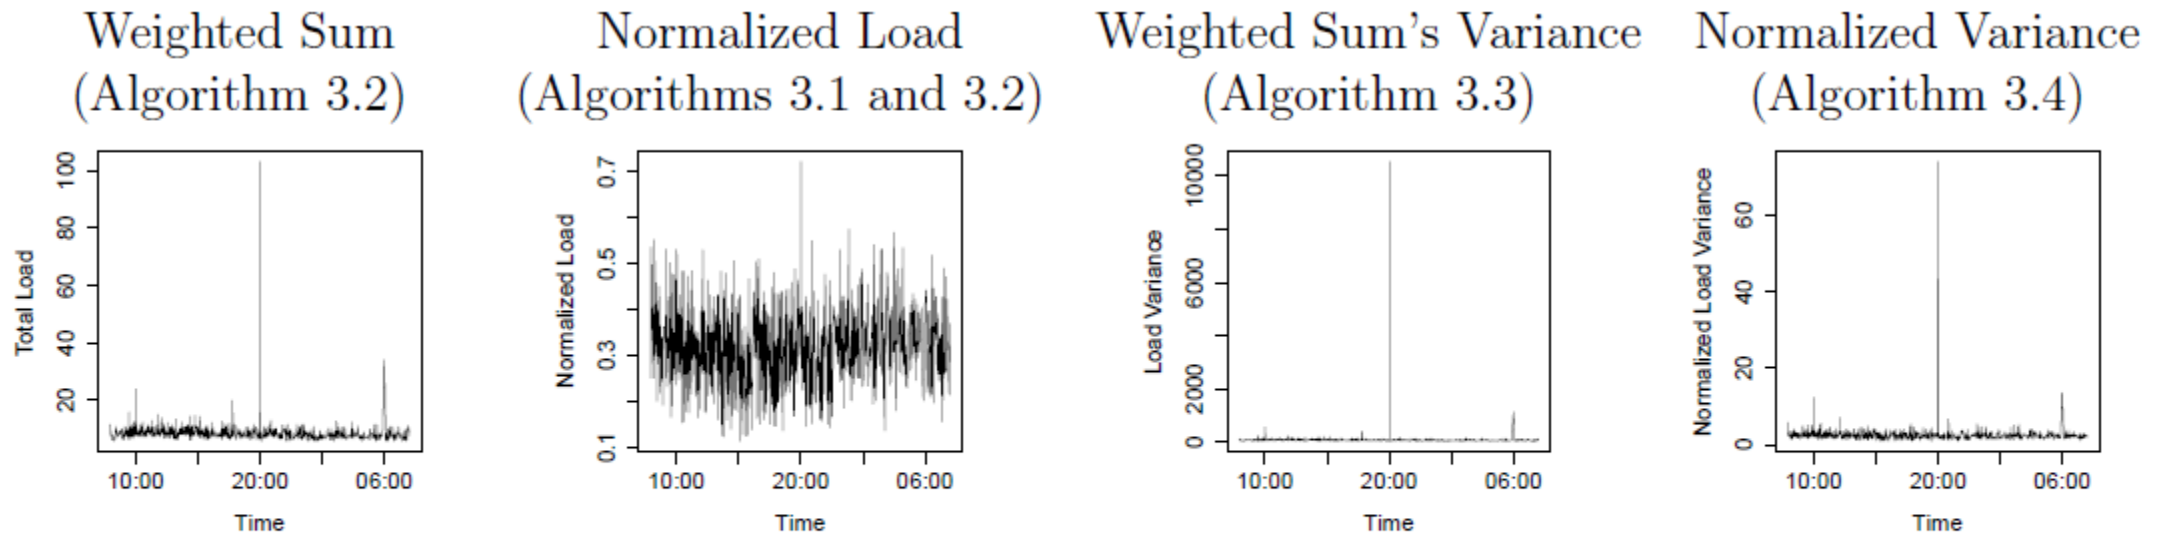 Weighted Sum
(Algorithm 3.2)
Normalized Load
(Algorithms 3.1 and 3.2)
Weighted Sum's Variance
(Algorithm 3.3)
Normalized Variance
(Algorithm 3.4)
Total Load
100
80
60
40
20
10:00 20:00 06:00
Time
Normalized Load
0.7
0.5
0.3
0.1
10:00 20:00 06:00
Time
Load Variance
10000
6000
2000
0
10:00 20:00 06:00
Time
Normalized Load Variance
60
40
20
0
10:00 20:00 06:00
Time